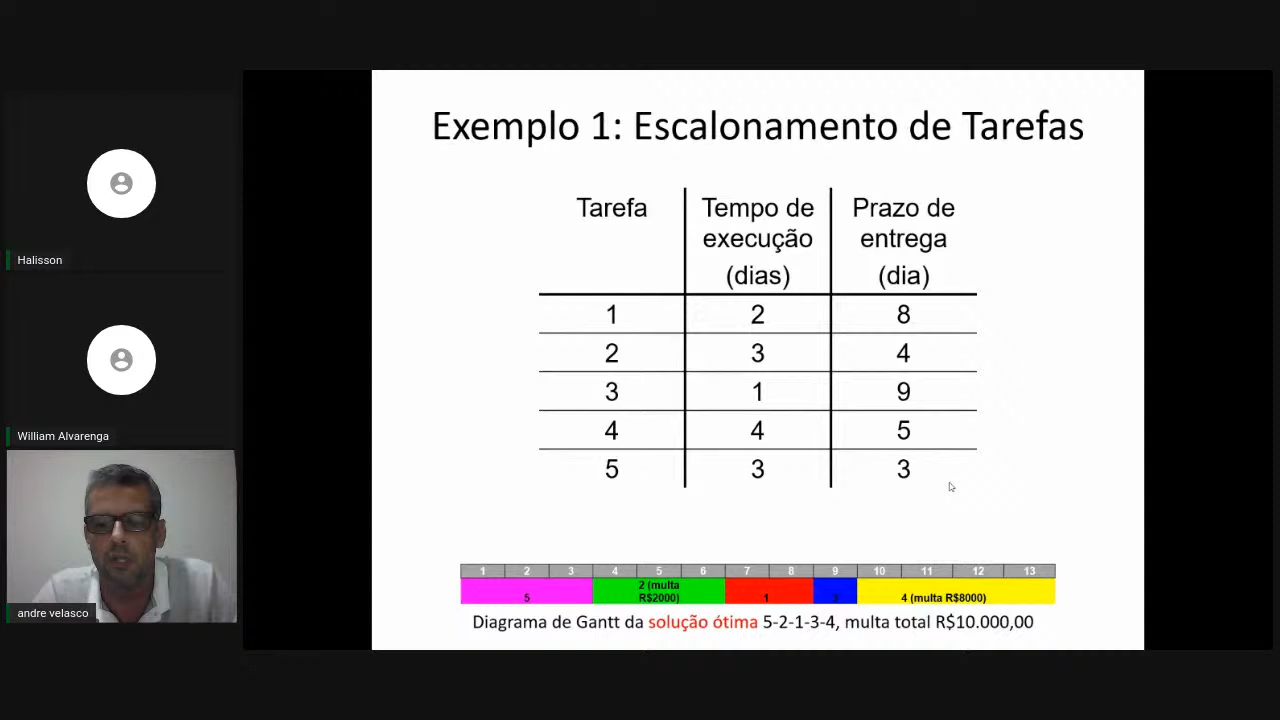 Exemplo 1: Escalonamento de Tarefas
Tarefa Tempo de execução (dias) Prazo de entrega (dia)
1 2 8
2 3 4
3 1 9
4 4 5
5 3 3
1 2 3 4 5 6 7 8 9 10 11 12 13
5 2 (multa R$2000) 1 3 4 (multa R$8000)
Diagrama de Gantt da solução ótima 5-2-1-3-4, multa total R$10.000,00
Halisson
William Alvarenga
andre velasco